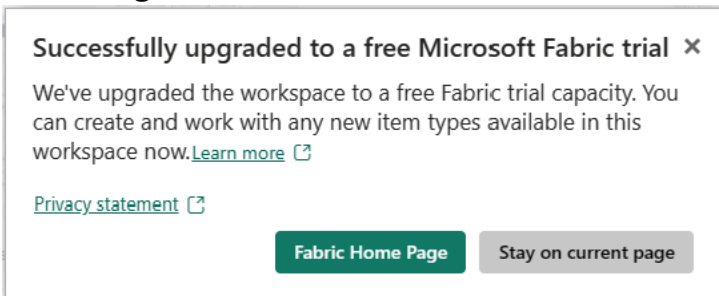 Successfully upgraded to a free Microsoft Fabric trial
We've upgraded the workspace to a free Fabric trial capacity. You
can create and work with any new item types available in this
workspace now. Learn more
Privacy statement
Fabric Home Page Stay on current page